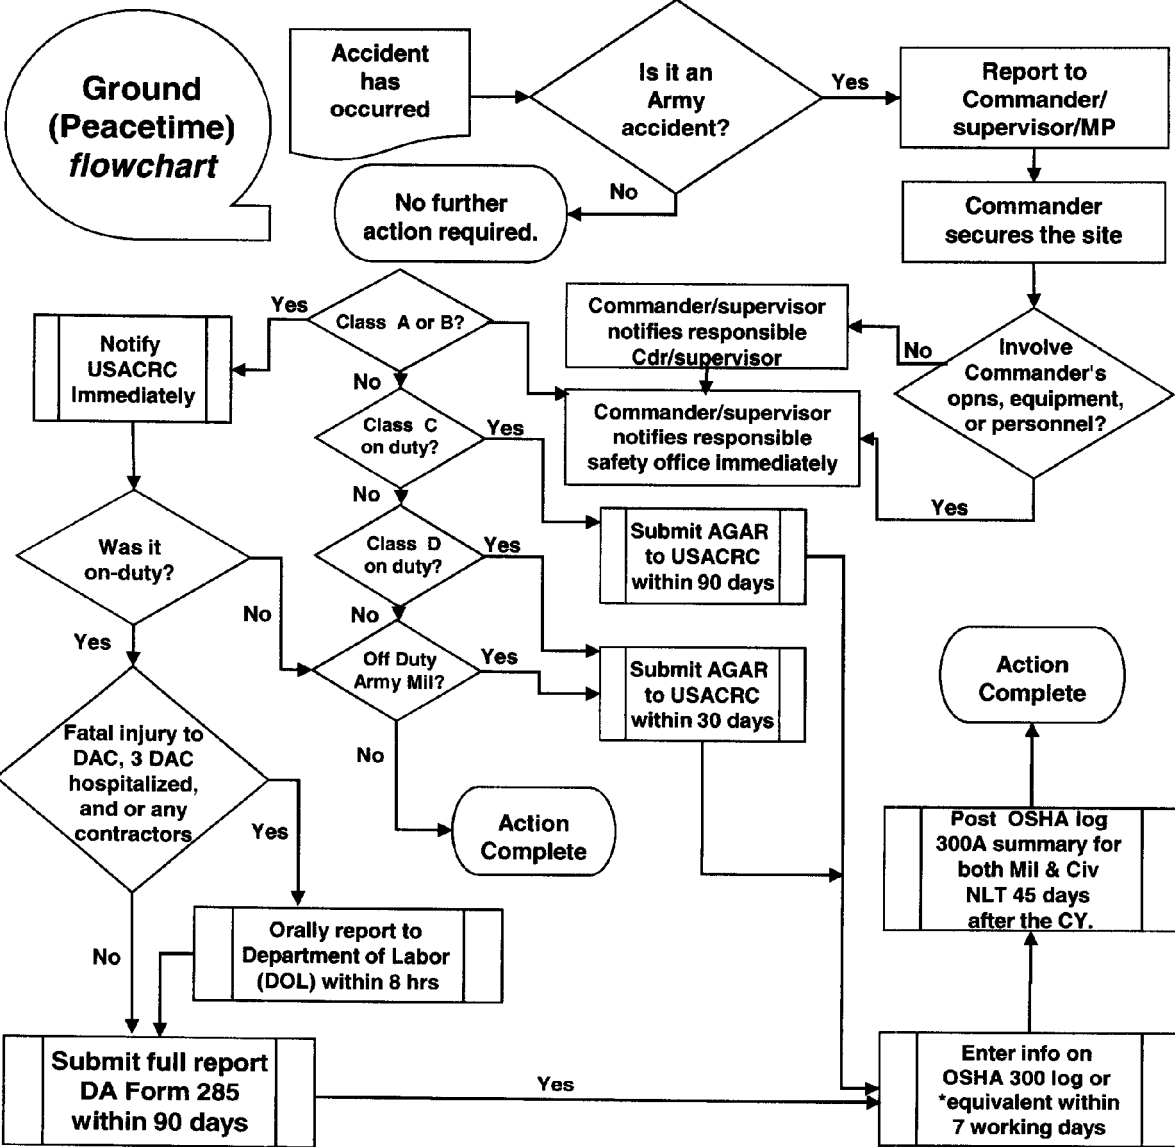 Ground
(Peacetime)
flowchart
Accident
has
occurred
Is it an
Army
accident?
Yes
Report to
Commander/
supervisor/MP
No
No further
action required.
Commander
secures the site
Yes
Class A or B?
Commander/supervisor
notifies responsible
Cdr/supervisor
No
Involve
Commander's
opns, equipment,
or personnel?
Notify
USACRC
Immediately
No
Class C
on duty?
Yes
Commander/supervisor
notifies responsible
safety office immediately
Yes
No
Submit AGAR
to USACRC
within 90 days
Was it
on-duty?
Class D
on duty?
Yes
No
No
Yes
Off Duty
Army Mil?
Yes
Submit AGAR
to USACRC
within 30 days
Action
Complete
Fatal injury to
DAC, 3 DAC
hospitalized,
and or any
contractors
No
Yes
Action
Complete
Post OSHA log
300A summary for
both Mil & Civ
NLT 45 days
after the CY.
No
Orally report to
Department of Labor
(DOL) within 8 hrs
Submit full report
DA Form 285
within 90 days
Yes
Enter info on
OSHA 300 log or
*equivalent within
7 working days